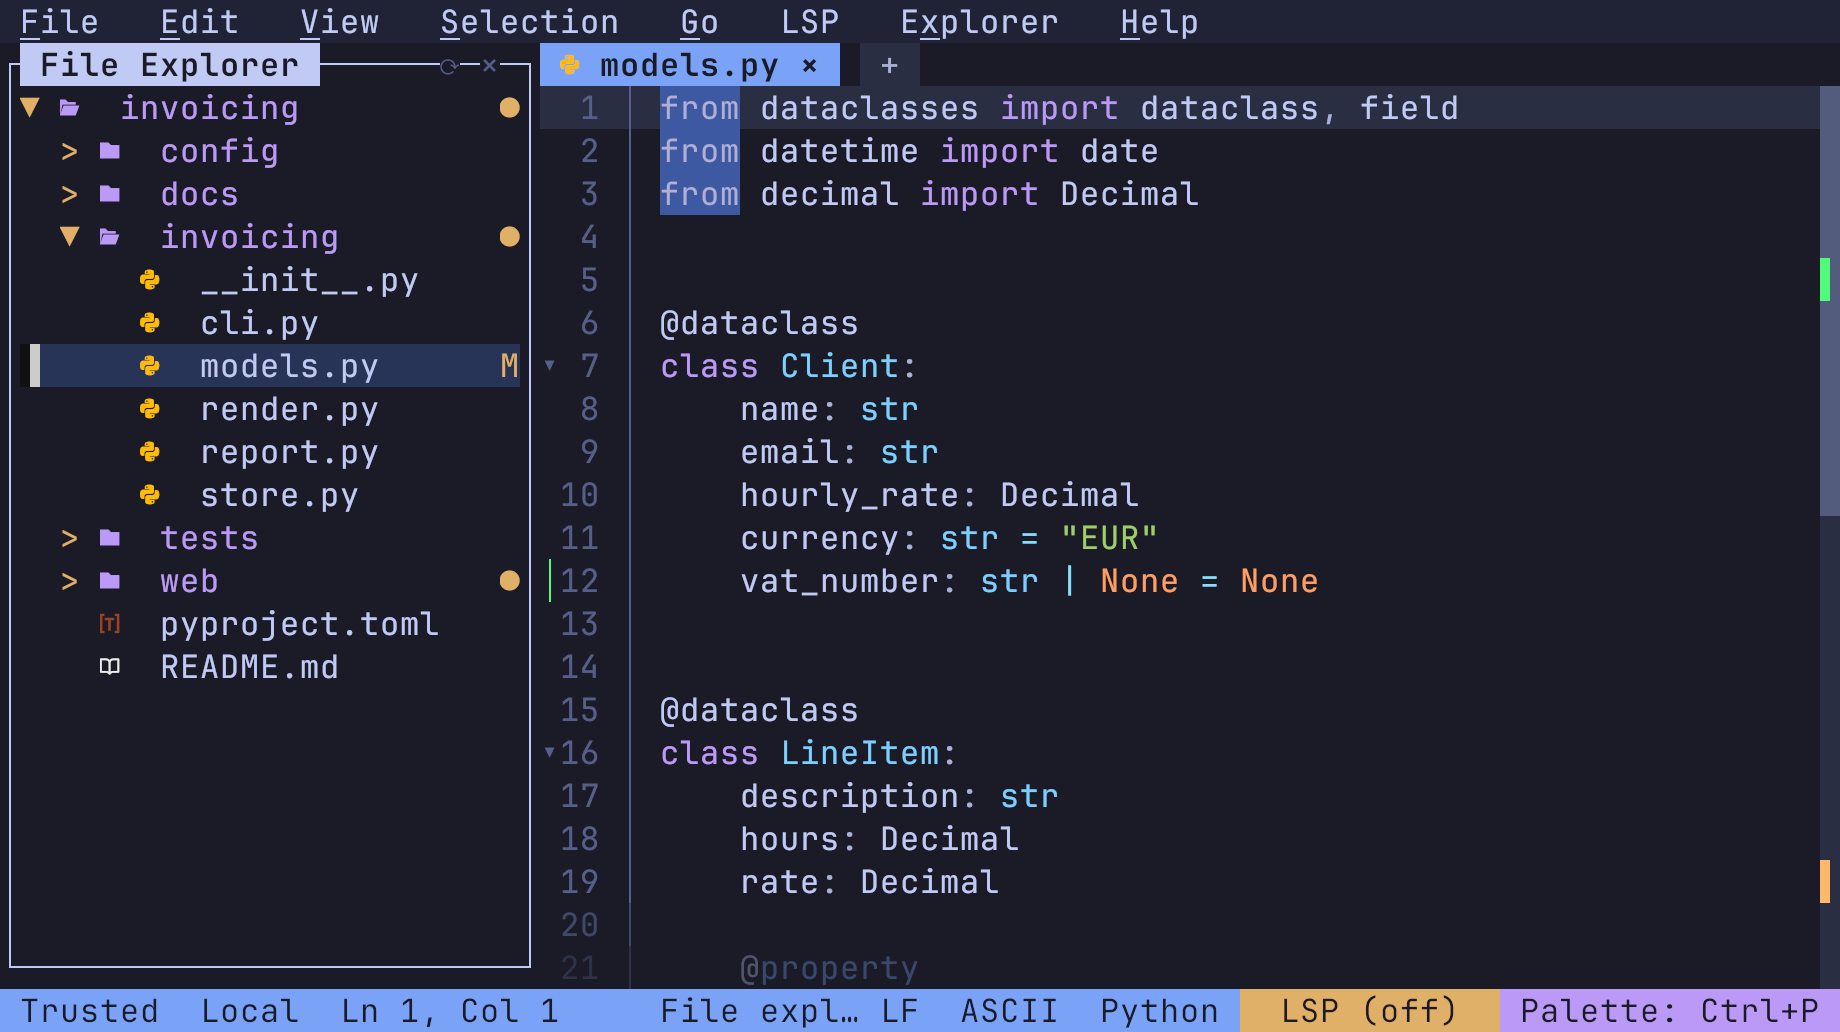 File Edit View Selection Go LSP Explorer Help
File Explorer ⟳ × models.py × +
▼ invoicing ●
> config
> docs
▼ invoicing ●
__init__.py
cli.py
models.py M
render.py
report.py
store.py
> tests
> web ●
pyproject.toml
README.md
1 from dataclasses import dataclass, field
2 from datetime import date
3 from decimal import Decimal
4
5
6 @dataclass
▾ 7 class Client:
8 name: str
9 email: str
10 hourly_rate: Decimal
11 currency: str = "EUR"
12 vat_number: str | None = None
13
14
15 @dataclass
▾ 16 class LineItem:
17 description: str
18 hours: Decimal
19 rate: Decimal
20
21 @property
Trusted Local Ln 1, Col 1 File expl… LF ASCII Python LSP (off) Palette: Ctrl+P